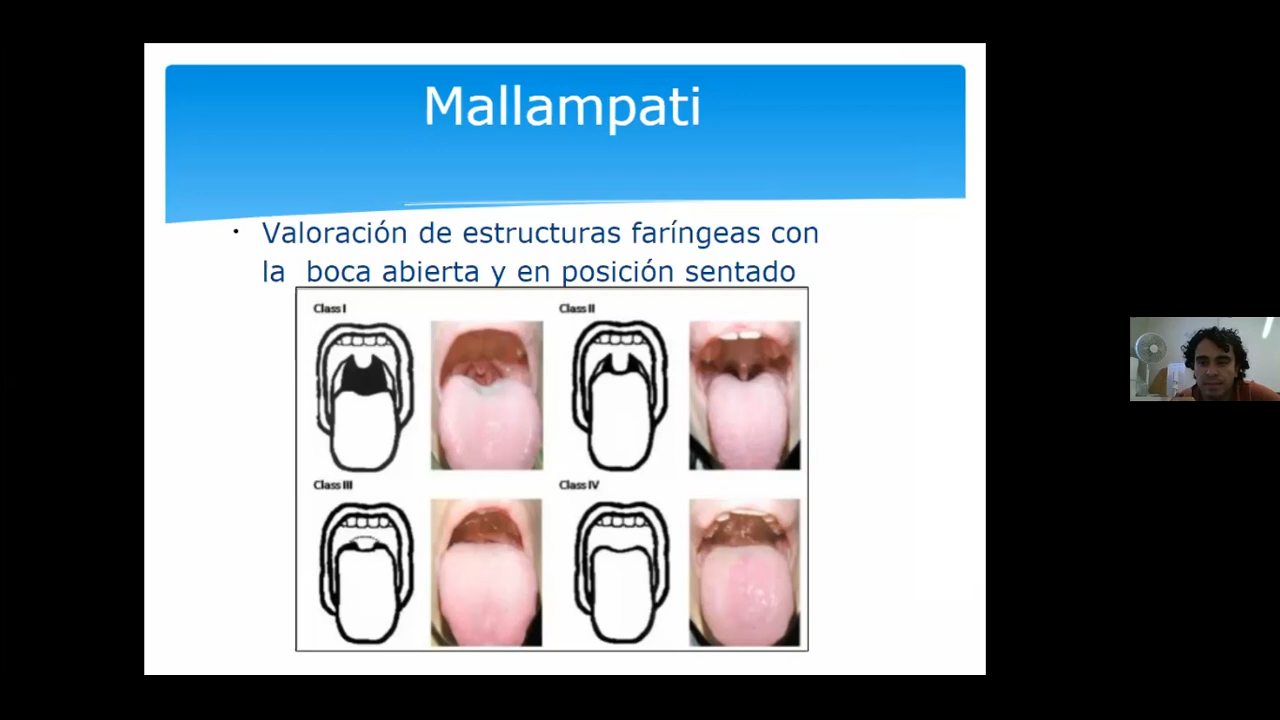 Mallampati
• Valoración de estructuras faríngeas con
la boca abierta y en posición sentado
Class I
Class II
Class III
Class IV